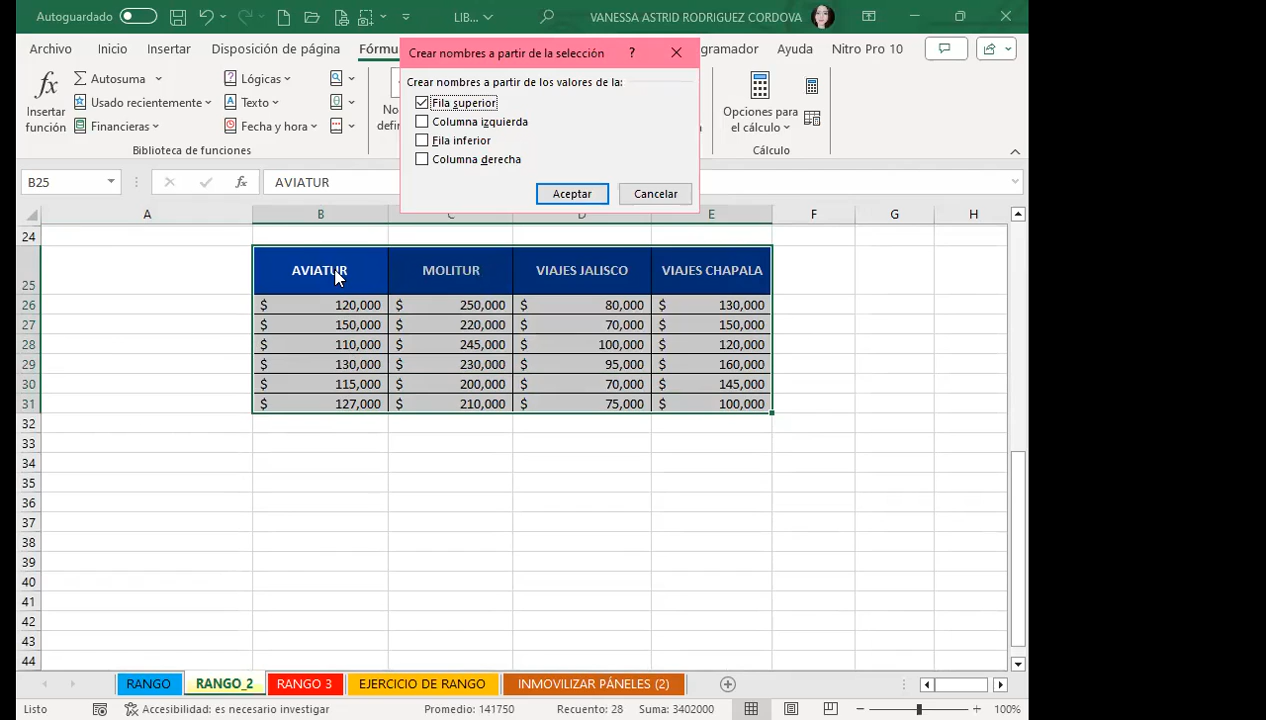 Autoguardado
LIB...
VANESSA ASTRID RODRIGUEZ CORDOVA
Archivo Inicio Insertar Disposición de página Fórmu
Ayuda Nitro Pro 10
Crear nombres a partir de la selección ?
Crear nombres a partir de los valores de la:
Fila superior
Columna izquierda
Fila inferior
Columna derecha
Aceptar Cancelar
Insertar
función
Autosuma
Usado recientemente
Financieras
Lógicas
Texto
Fecha y hora
Biblioteca de funciones
Opciones para
el cálculo
Cálculo
B25
fx
AVIATUR
A B C D E F G H
24
25 AVIATUR MOLITUR VIAJES JALISCO VIAJES CHAPALA
26 $ 120,000 $ 250,000 $ 80,000 $ 130,000
27 $ 150,000 $ 220,000 $ 70,000 $ 150,000
28 $ 110,000 $ 245,000 $ 100,000 $ 120,000
29 $ 130,000 $ 230,000 $ 95,000 $ 160,000
30 $ 115,000 $ 200,000 $ 70,000 $ 145,000
31 $ 127,000 $ 210,000 $ 75,000 $ 100,000
32
33
34
35
36
37
38
39
40
41
42
43
44
RANGO RANGO_2 RANGO 3 EJERCICIO DE RANGO INMOVILIZAR PÁNELES (2)
Listo Accesibilidad: es necesario investigar Promedio: 141750 Recuento: 28 Suma: 3402000 100%